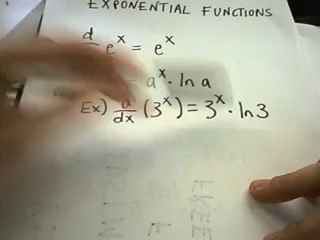 EXPONENTIAL FUNCTIONS
d/dx e^x = e^x
= a^x · ln a
Ex) d/dx (3^x) = 3^x · ln 3